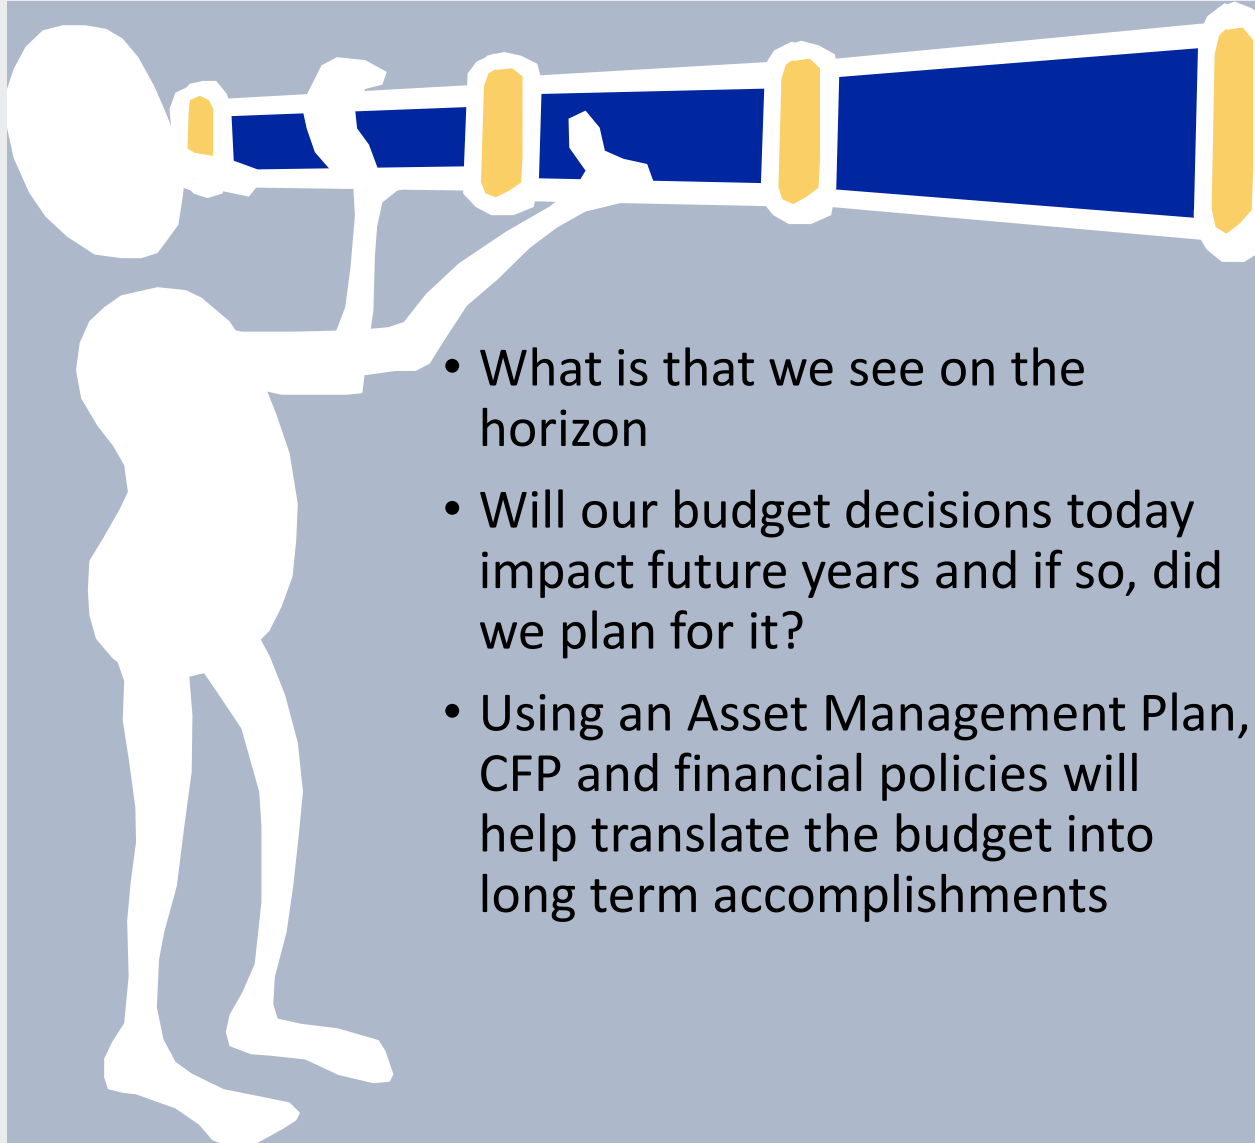 • What is that we see on the
horizon
• Will our budget decisions today
impact future years and if so, did
we plan for it?
• Using an Asset Management Plan,
CFP and financial policies will
help translate the budget into
long term accomplishments